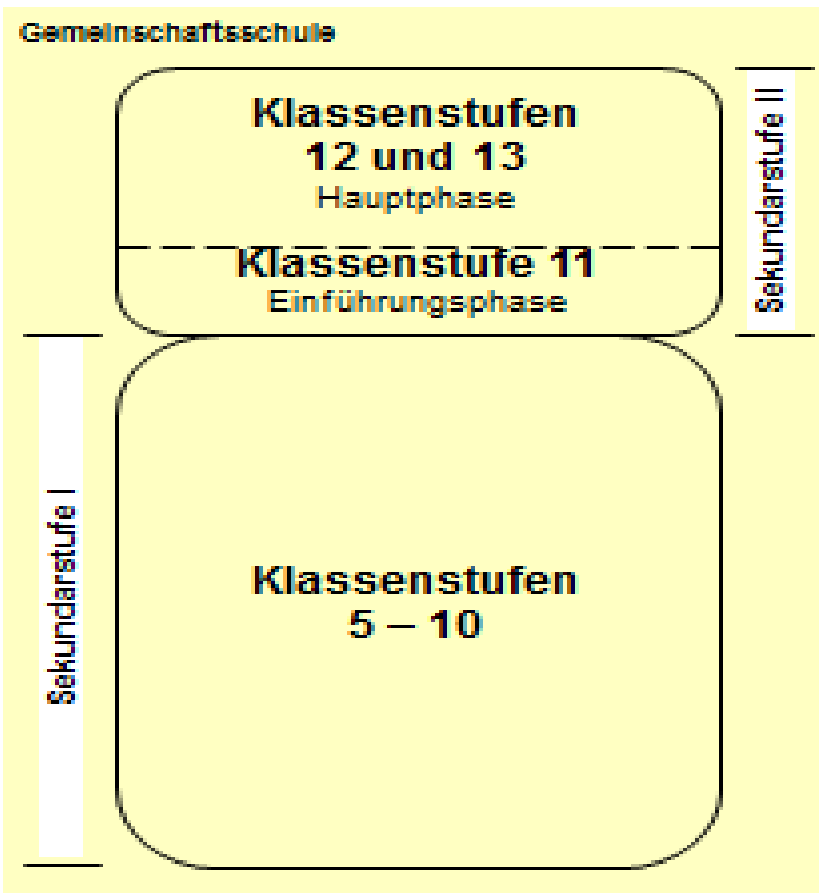 Gemeinschaftsschule
Klassenstufen
12 und 13
Hauptphase
Klassenstufe 11
Einführungsphase
Sekundarstufe II
Klassenstufen
5 – 10
Sekundarstufe I